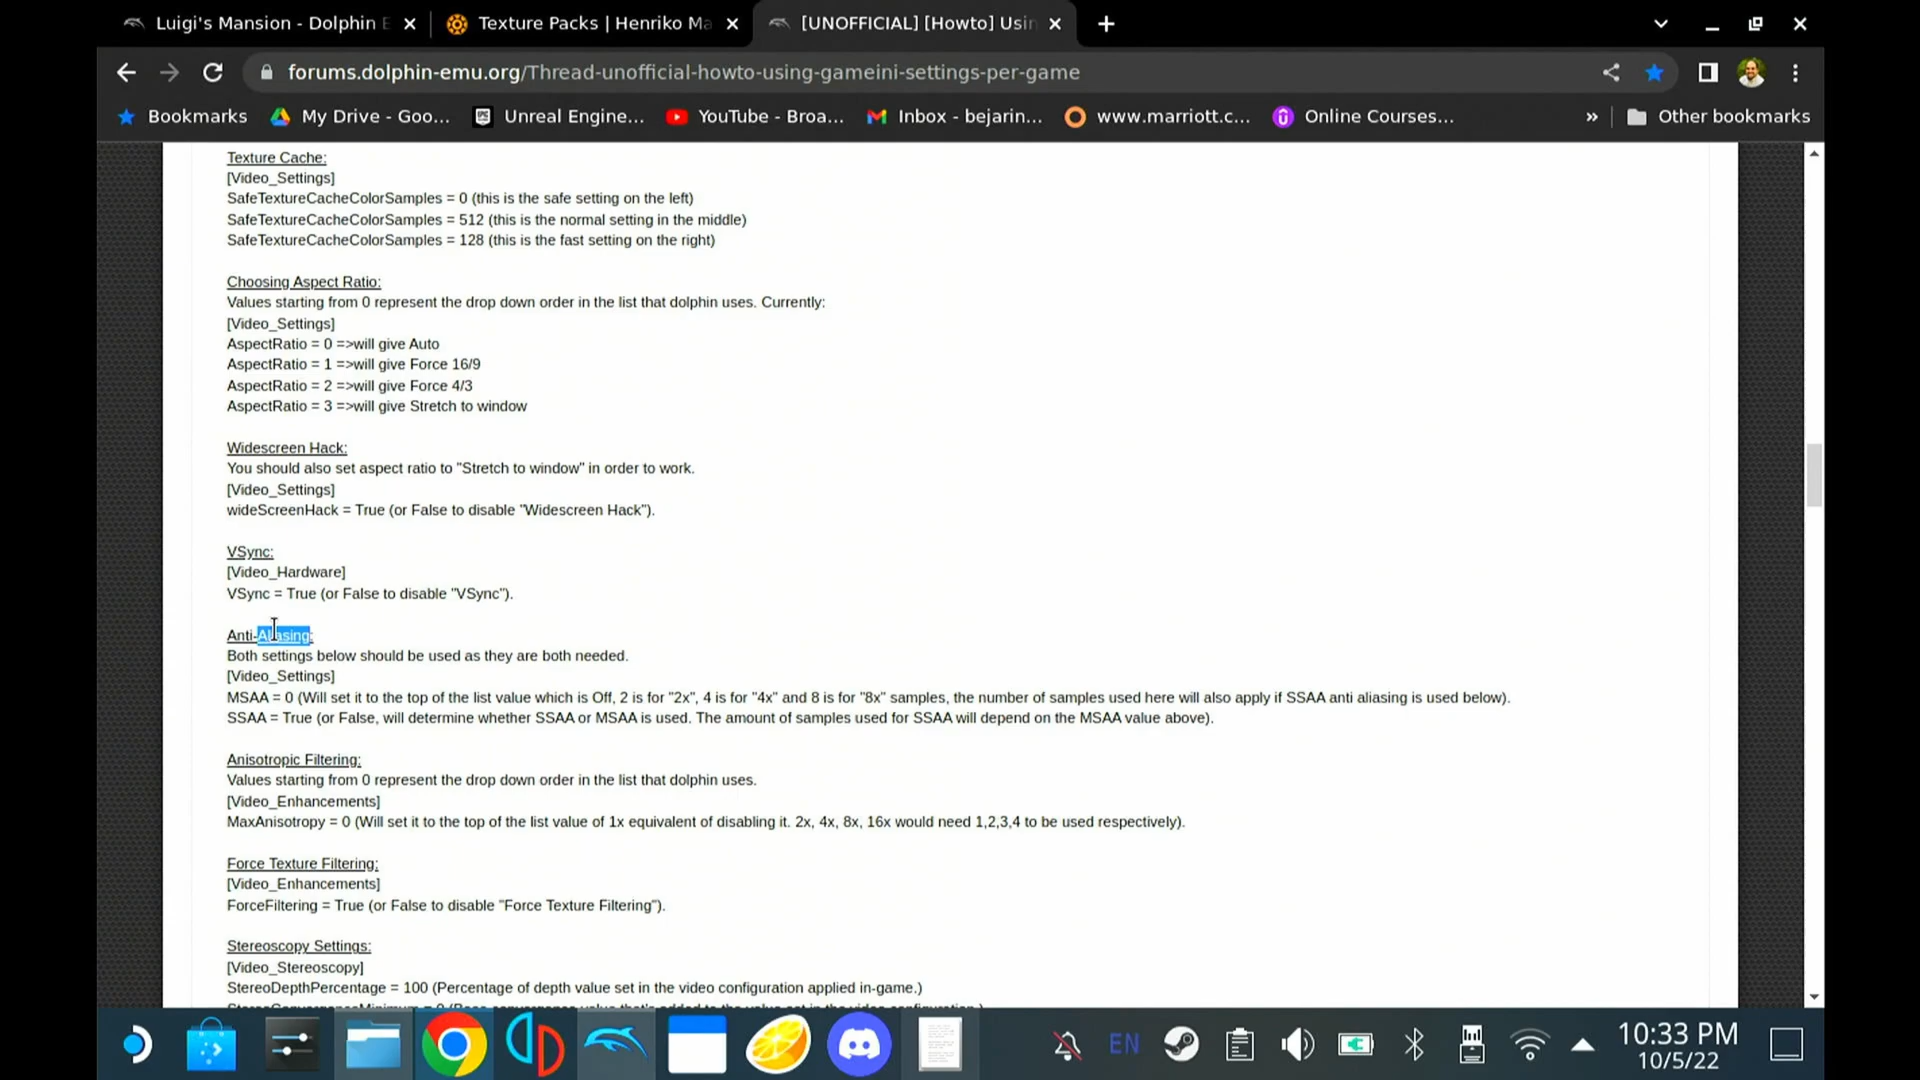 Luigi's Mansion - Dolphin E
Texture Packs | Henriko Ma
[UNOFFICIAL] [Howto] Usin
forums.dolphin-emu.org/Thread-unofficial-howto-using-gameini-settings-per-game
Bookmarks
My Drive - Goo...
Unreal Engine...
YouTube - Broa...
Inbox - bejarin...
www.marriott.c...
Online Courses...
»
Other bookmarks
Texture Cache:
[Video_Settings]
SafeTextureCacheColorSamples = 0 (this is the safe setting on the left)
SafeTextureCacheColorSamples = 512 (this is the normal setting in the middle)
SafeTextureCacheColorSamples = 128 (this is the fast setting on the right)
Choosing Aspect Ratio:
Values starting from 0 represent the drop down order in the list that dolphin uses. Currently:
[Video_Settings]
AspectRatio = 0 =>will give Auto
AspectRatio = 1 =>will give Force 16/9
AspectRatio = 2 =>will give Force 4/3
AspectRatio = 3 =>will give Stretch to window
Widescreen Hack:
You should also set aspect ratio to "Stretch to window" in order to work.
[Video_Settings]
wideScreenHack = True (or False to disable "Widescreen Hack").
VSync:
[Video_Hardware]
VSync = True (or False to disable "VSync").
Anti-Aliasing:
Both settings below should be used as they are both needed.
[Video_Settings]
MSAA = 0 (Will set it to the top of the list value which is Off, 2 is for "2x", 4 is for "4x" and 8 is for "8x" samples, the number of samples used here will also apply if SSAA anti aliasing is used below).
SSAA = True (or False, will determine whether SSAA or MSAA is used. The amount of samples used for SSAA will depend on the MSAA value above).
Anisotropic Filtering:
Values starting from 0 represent the drop down order in the list that dolphin uses.
[Video_Enhancements]
MaxAnisotropy = 0 (Will set it to the top of the list value of 1x equivalent of disabling it. 2x, 4x, 8x, 16x would need 1,2,3,4 to be used respectively).
Force Texture Filtering:
[Video_Enhancements]
ForceFiltering = True (or False to disable "Force Texture Filtering").
Stereoscopy Settings:
[Video_Stereoscopy]
StereoDepthPercentage = 100 (Percentage of depth value set in the video configuration applied in-game.)
EN
10:33 PM
10/5/22